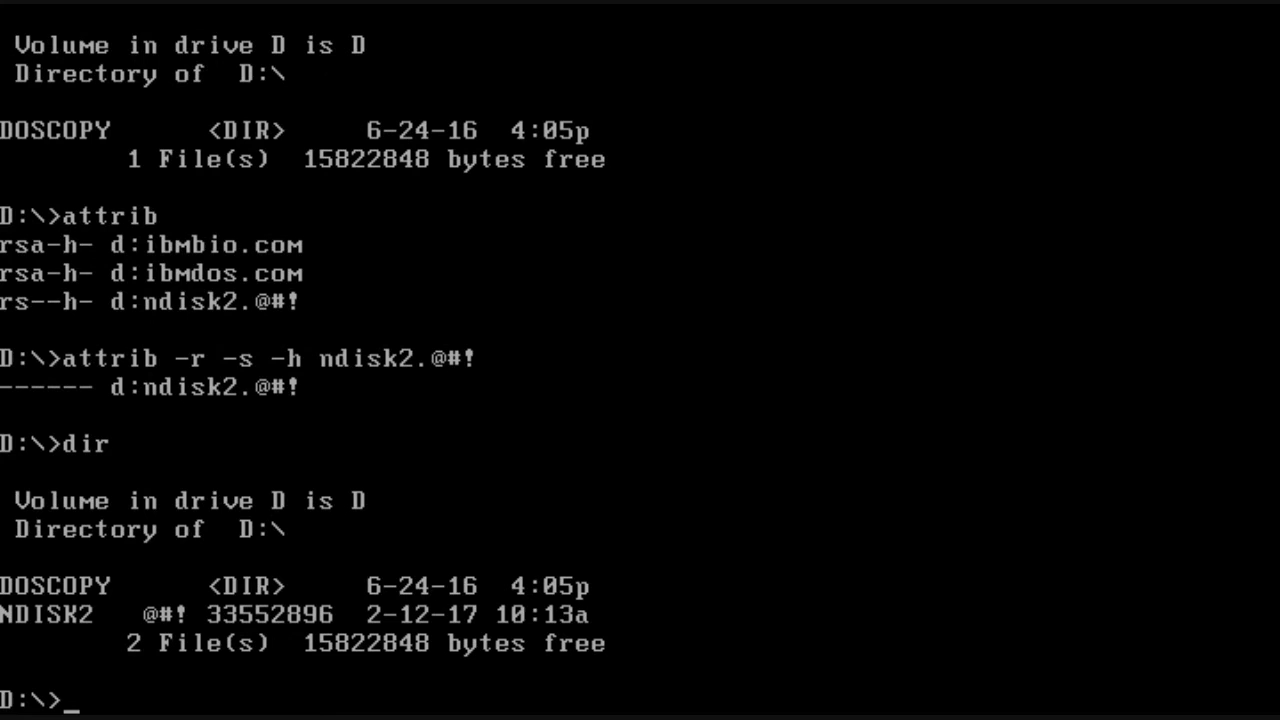 Volume in drive D is D
Directory of  D:\
DOSCOPY      <DIR>     6-24-16  4:05p
1 File(s)  15822848 bytes free
D:\>attrib
rsa-h- d:ibmbio.com
rsa-h- d:ibmdos.com
rs--h- d:ndisk2.@#!
D:\>attrib -r -s -h ndisk2.@#!
------ d:ndisk2.@#!
D:\>dir
Volume in drive D is D
Directory of  D:\
DOSCOPY      <DIR>     6-24-16  4:05p
NDISK2   @#! 33552896  2-12-17 10:13a
2 File(s)  15822848 bytes free
D:\>_